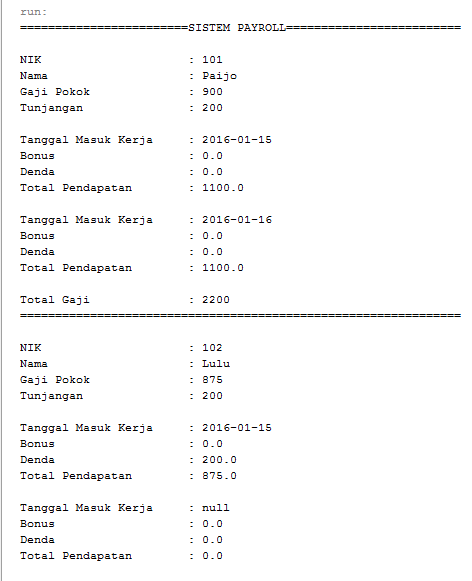 run:
========================SISTEM PAYROLL=========================
NIK : 101
Nama : Paijo
Gaji Pokok : 900
Tunjangan : 200
Tanggal Masuk Kerja : 2016-01-15
Bonus : 0.0
Denda : 0.0
Total Pendapatan : 1100.0
Tanggal Masuk Kerja : 2016-01-16
Bonus : 0.0
Denda : 0.0
Total Pendapatan : 1100.0
Total Gaji : 2200
===============================================================
NIK : 102
Nama : Lulu
Gaji Pokok : 875
Tunjangan : 200
Tanggal Masuk Kerja : 2016-01-15
Bonus : 0.0
Denda : 200.0
Total Pendapatan : 875.0
Tanggal Masuk Kerja : null
Bonus : 0.0
Denda : 0.0
Total Pendapatan : 0.0